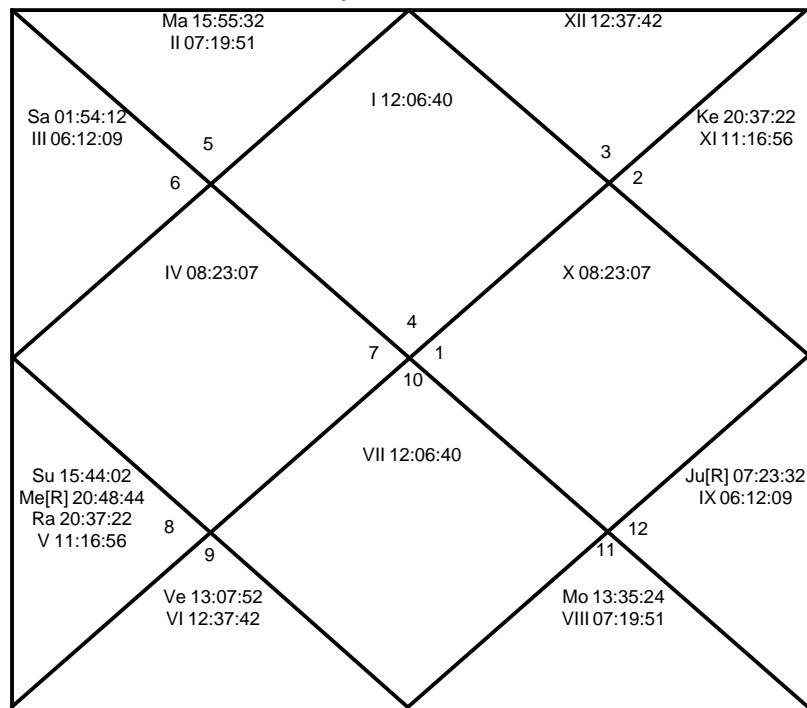 Ma 15:55:32
II 07:19:51
XII 12:37:42
I 12:06:40
Sa 01:54:12
III 06:12:09
Ke 20:37:22
XI 11:16:56
5
3
6
2
IV 08:23:07
X 08:23:07
4
7
1
10
VII 12:06:40
Su 15:44:02
Me[R] 20:48:44
Ra 20:37:22
V 11:16:56
Ju[R] 07:23:32
IX 06:12:09
8
12
9
11
Ve 13:07:52
VI 12:37:42
Mo 13:35:24
VIII 07:19:51